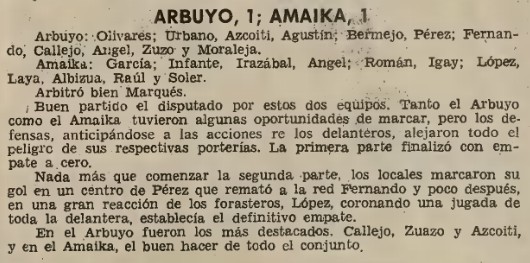 ARBUYO, 1; AMAIKA, 1
Arbuyo: Olivares; Urbano, Azcoiti, Agustín; Bermejo, Pérez; Fernan-
do, Callejo, Angel, Zuzo y Moraleja.
Amaika: García; Infante, Irazábal, Angel; Román, Igay; López,
Laya, Albizua, Raúl y Soler.
Arbitró bien Marqués.
Buen partido el disputado por estos dos equipos. Tanto el Arbuyo
como el Amaika tuvieron algunas oportunidades de marcar, pero los de-
fensas, anticipándose a las acciones re los delanteros, alejaron todo el
peligro de sus respectivas porterías. La primera parte finalizó con em-
pate a cero.
Nada más que comenzar la segunda parte, los locales marcaron su
gol en un centro de Pérez que remató a la red Fernando y poco después,
en una gran reacción de los forasteros, López, coronando una jugada de
toda la delantera, establecía el definitivo empate.
En el Arbuyo fueron los más destacados. Callejo, Zuazo y Azcoiti,
y en el Amaika, el buen hacer de todo el conjunto.